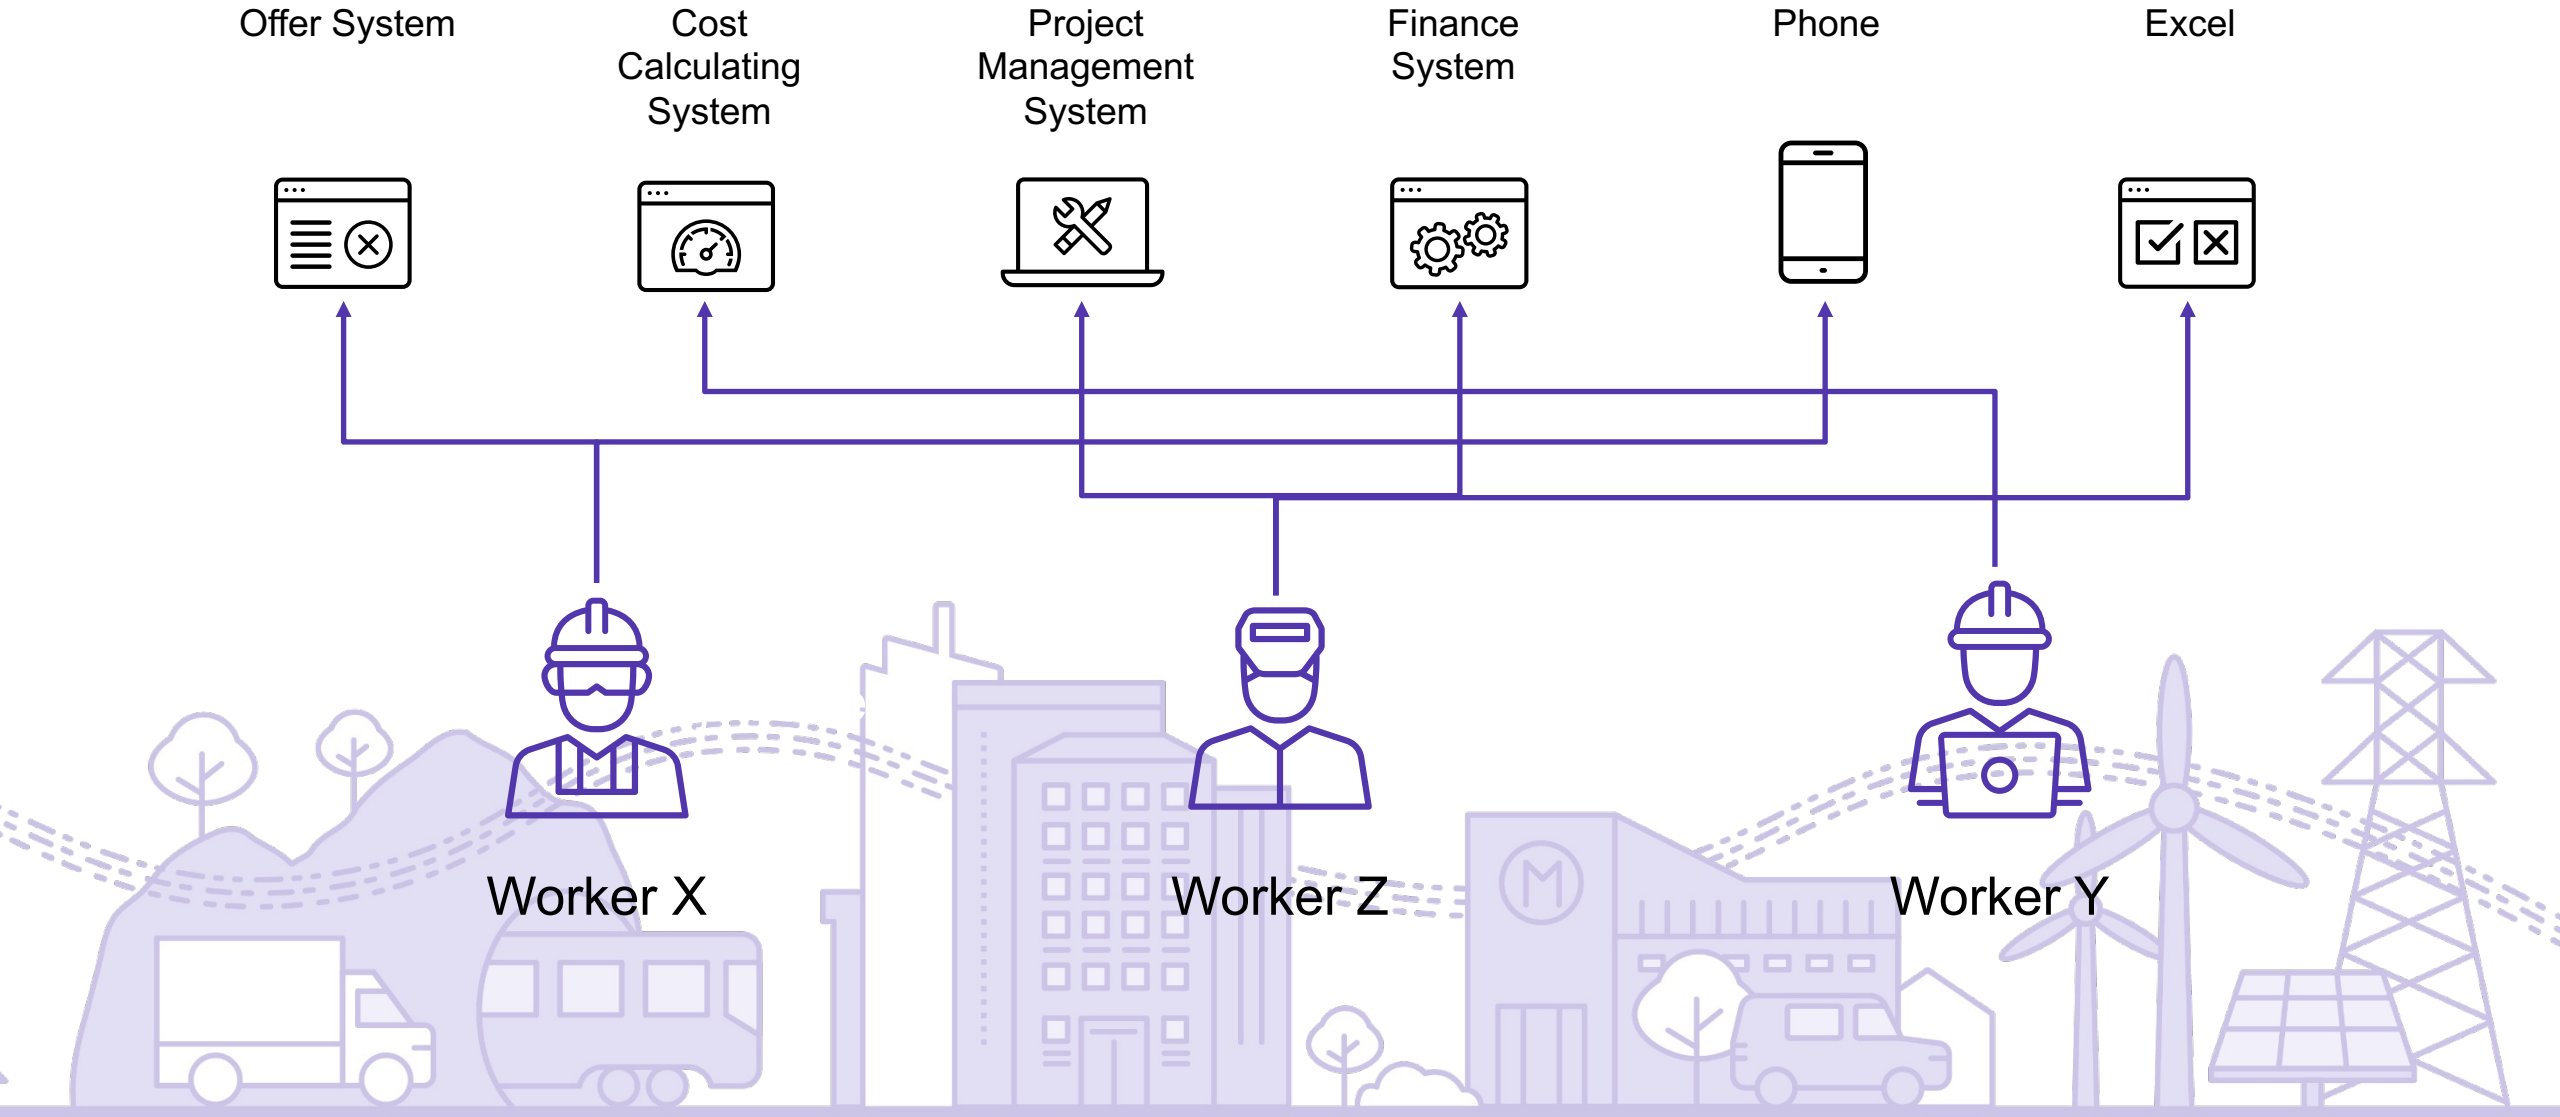 Offer System
Cost
Calculating
System
Project
Management
System
Finance
System
Phone
Excel
Worker X
Worker Z
Worker Y
M